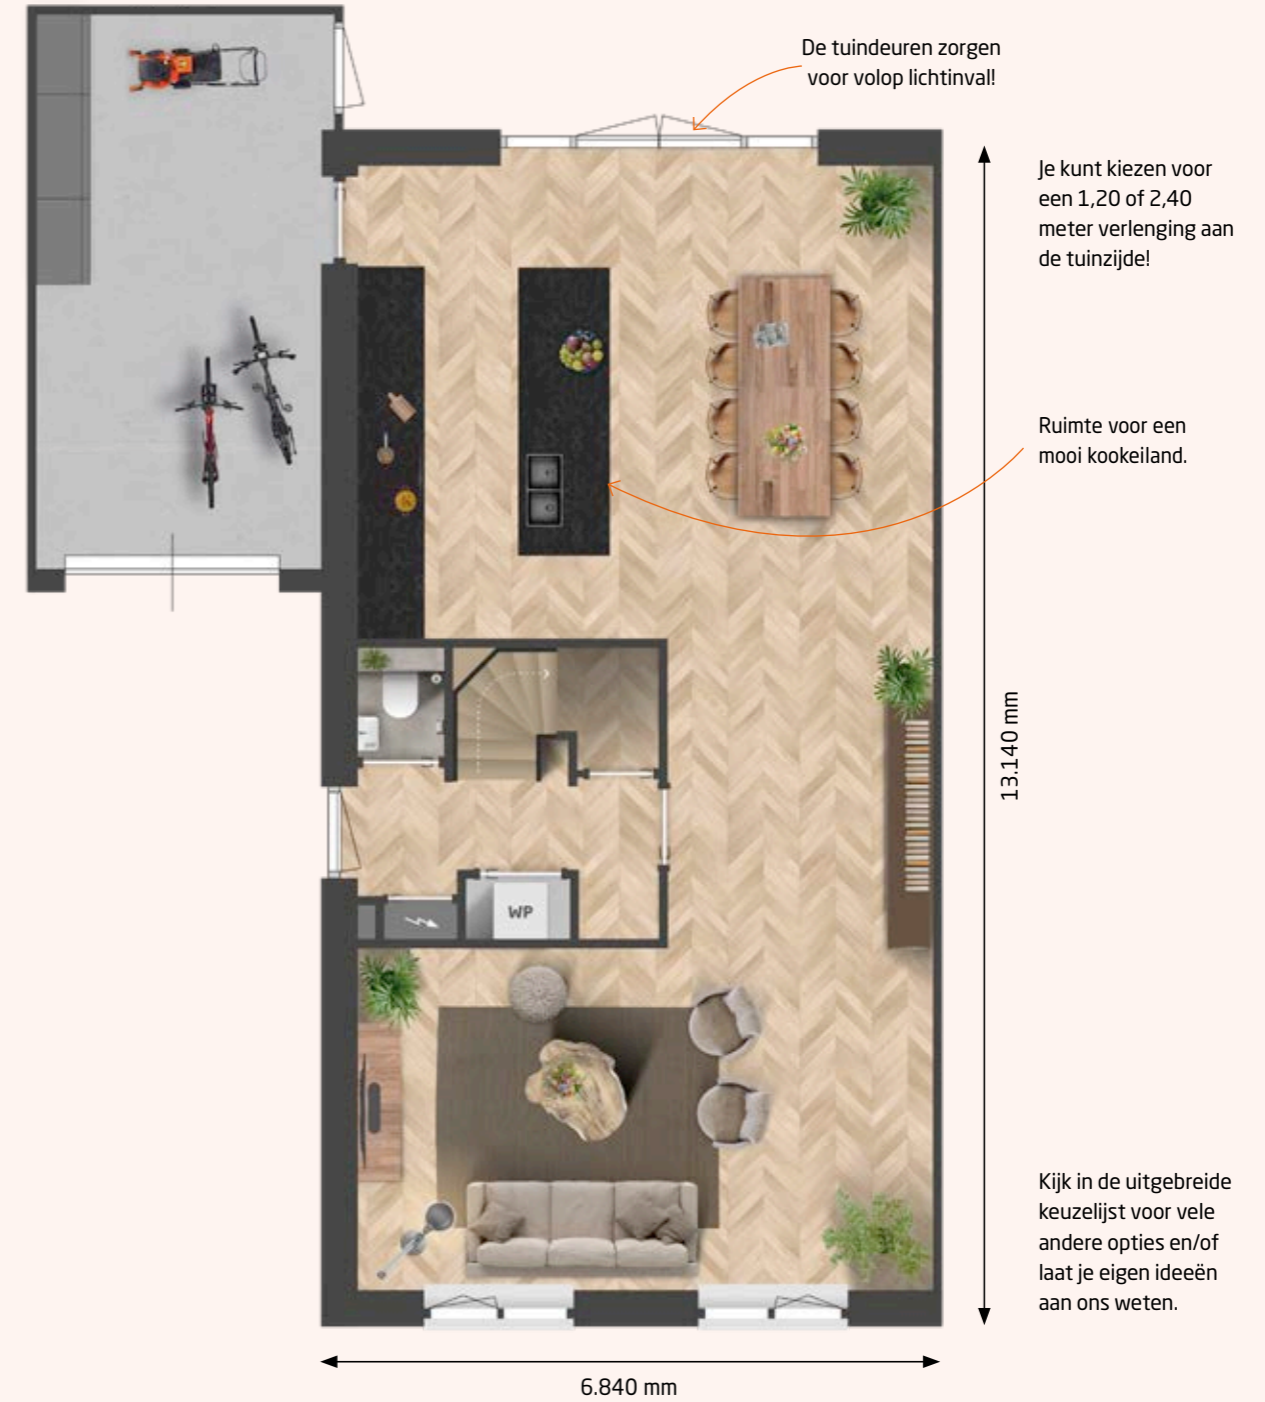 De tuindeuren zorgen
voor volop lichtinval!
Je kunt kiezen voor
een 1,20 of 2,40
meter verlenging aan
de tuinzijde!
Ruimte voor een
mooi kookeiland.
13.140 mm
WP
Kijk in de uitgebreide
keuzelijst voor vele
andere opties en/of
laat je eigen ideeën
aan ons weten.
6.840 mm